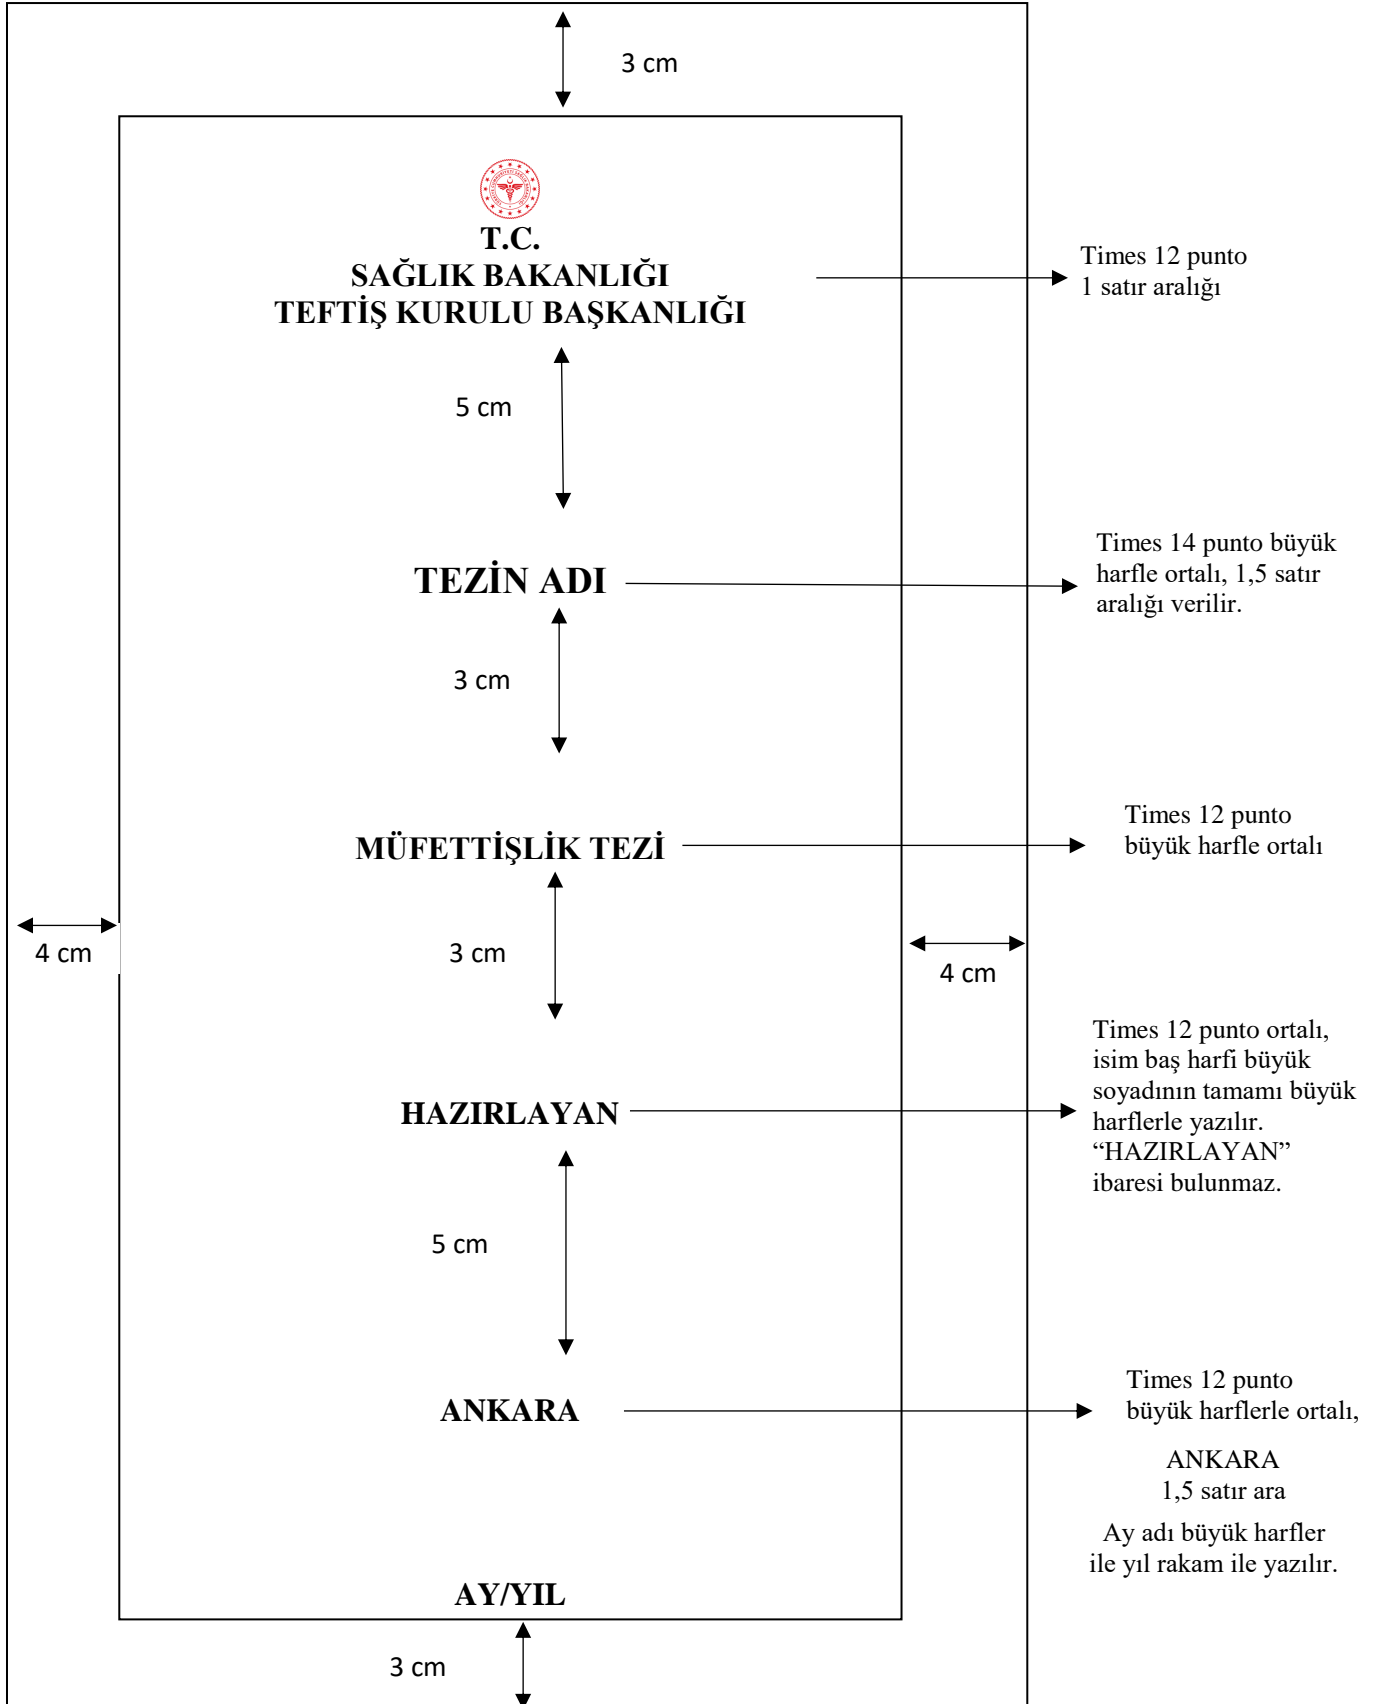 3 cm
T.C.
SAĞLIK BAKANLIĞI
TEFTİŞ KURULU BAŞKANLIĞI
Times 12 punto
1 satır aralığı
5 cm
TEZİN ADI
Times 14 punto büyük
harfle ortalı, 1,5 satır
aralığı verilir.
3 cm
MÜFETTİŞLİK TEZİ
Times 12 punto
büyük harfle ortalı
4 cm
3 cm
4 cm
HAZIRLAYAN
Times 12 punto ortalı,
isim baş harfi büyük
soyadının tamamı büyük
harflerle yazılır.
“HAZIRLAYAN”
ibaresi bulunmaz.
5 cm
ANKARA
Times 12 punto
büyük harflerle ortalı,
ANKARA
1,5 satır ara
Ay adı büyük harfler
ile yıl rakam ile yazılır.
AY/YIL
3 cm